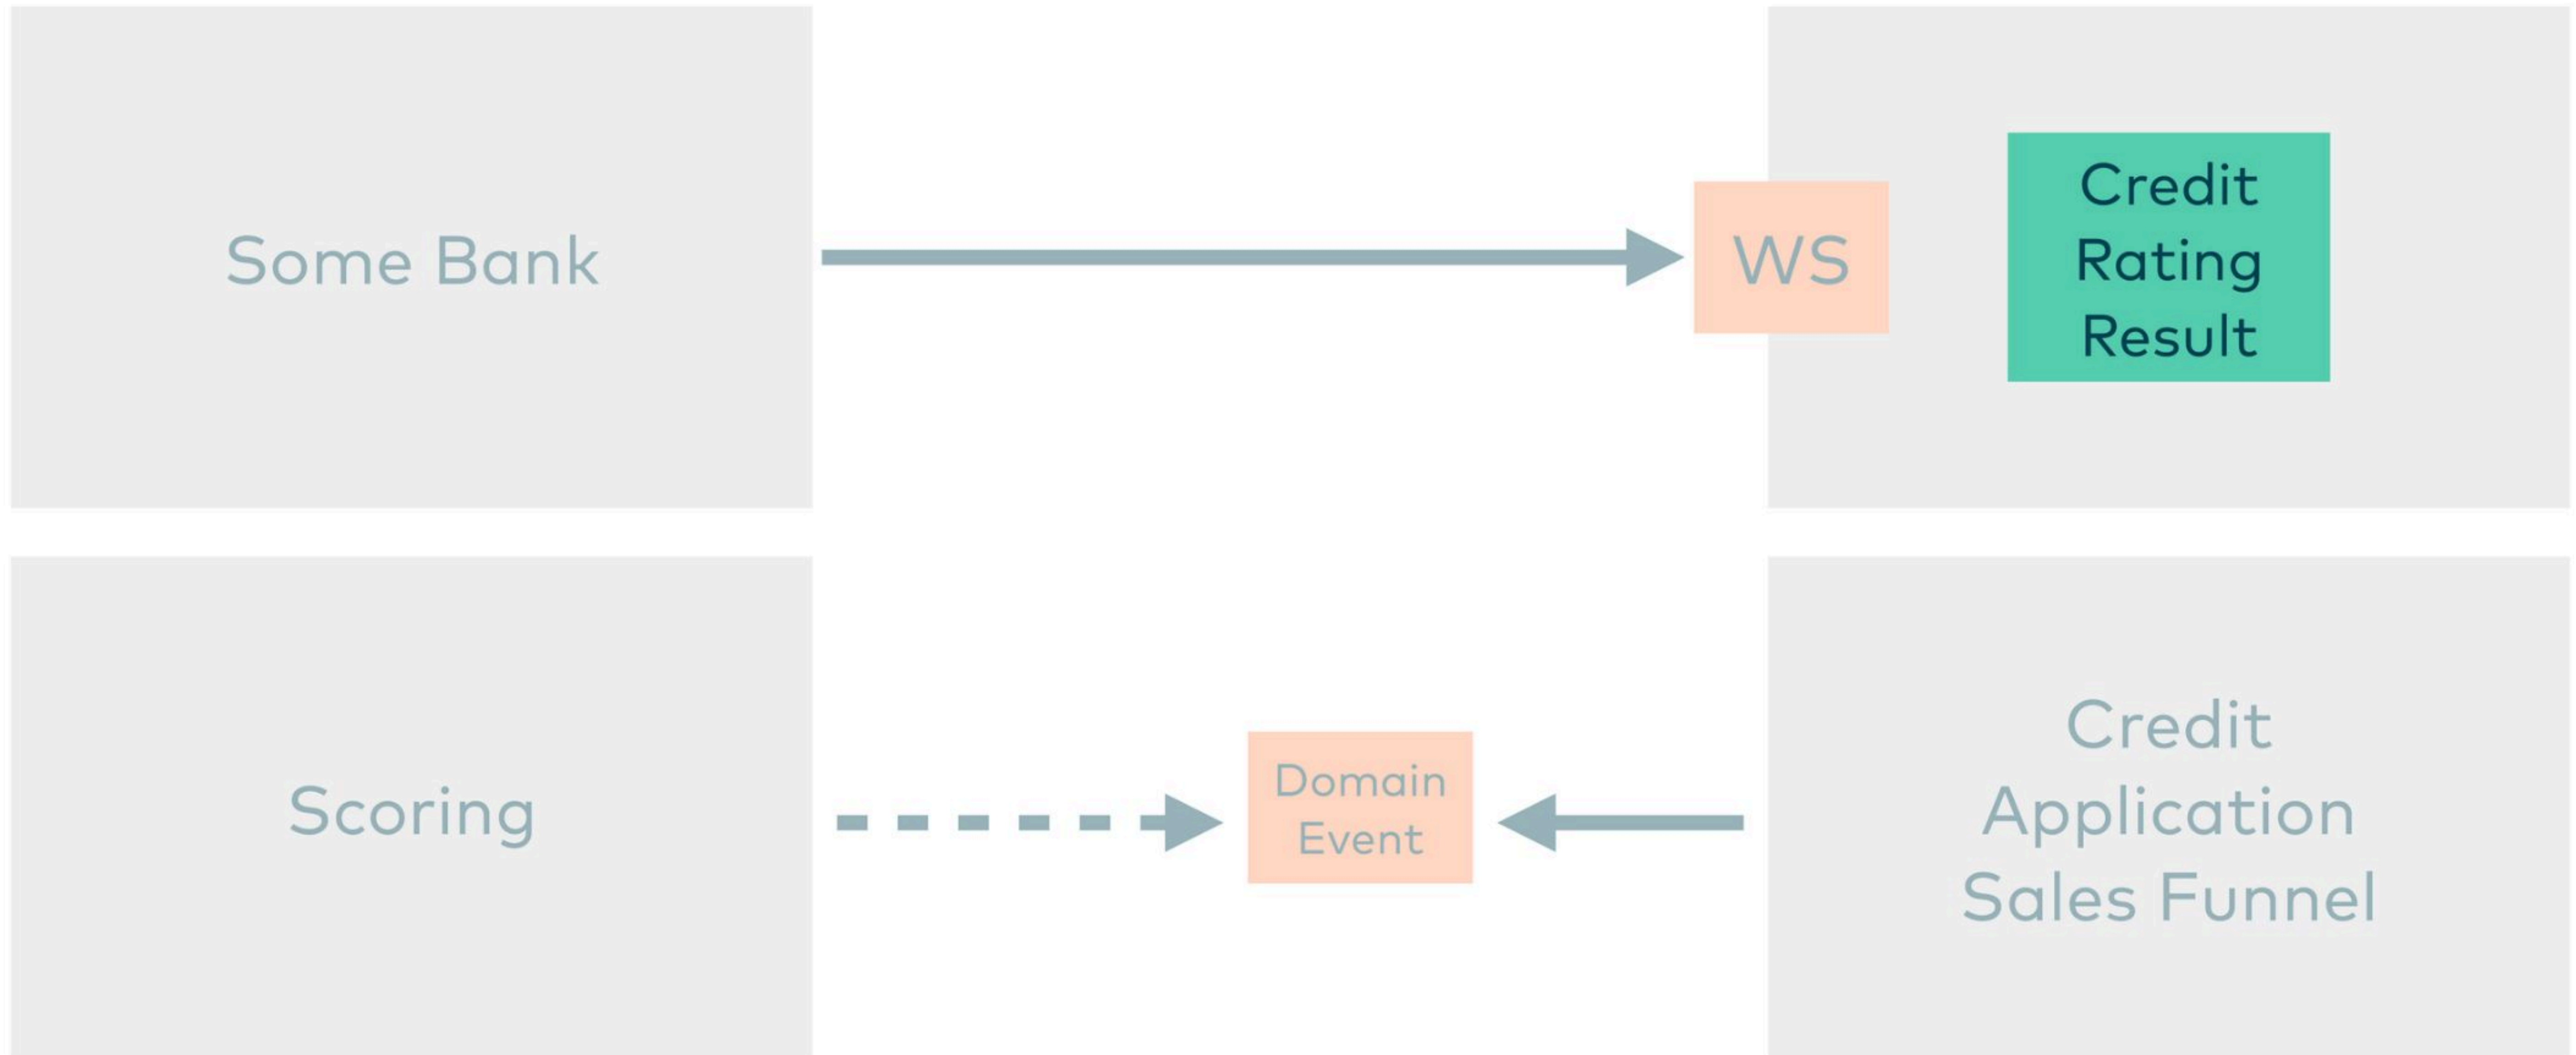 Some Bank
WS
Credit
Rating
Result
Scoring
Domain
Event
Credit
Application
Sales Funnel